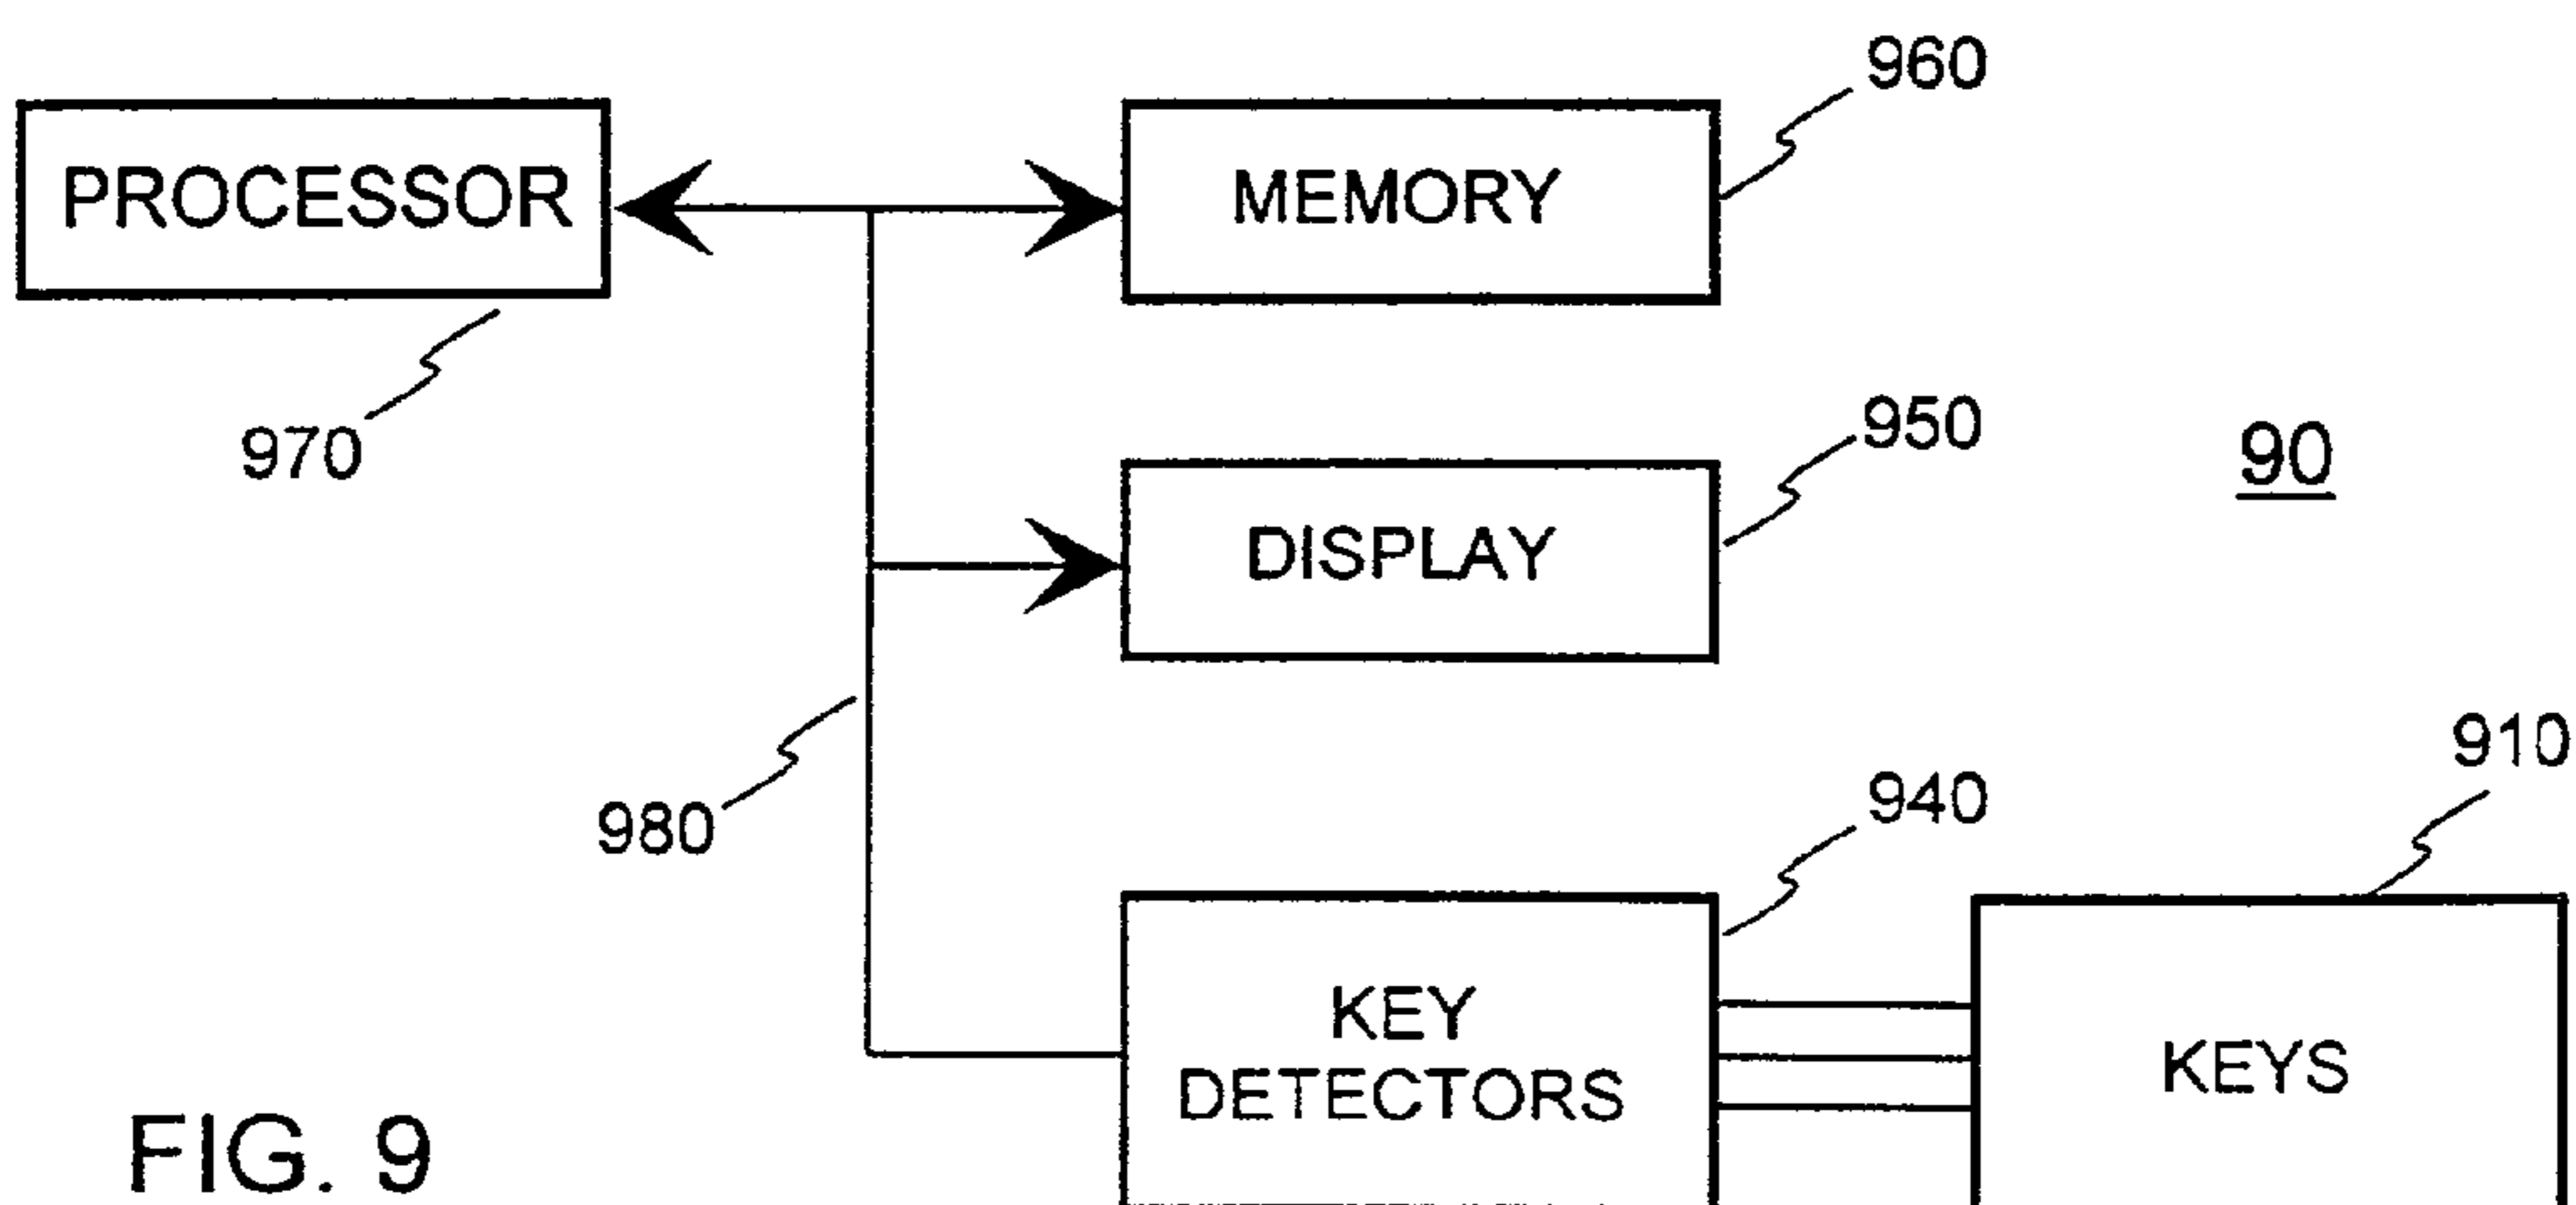 960
PROCESSOR
MEMORY
970
950
90
DISPLAY
910
980
940
KEY
DETECTORS
KEYS
FIG. 9